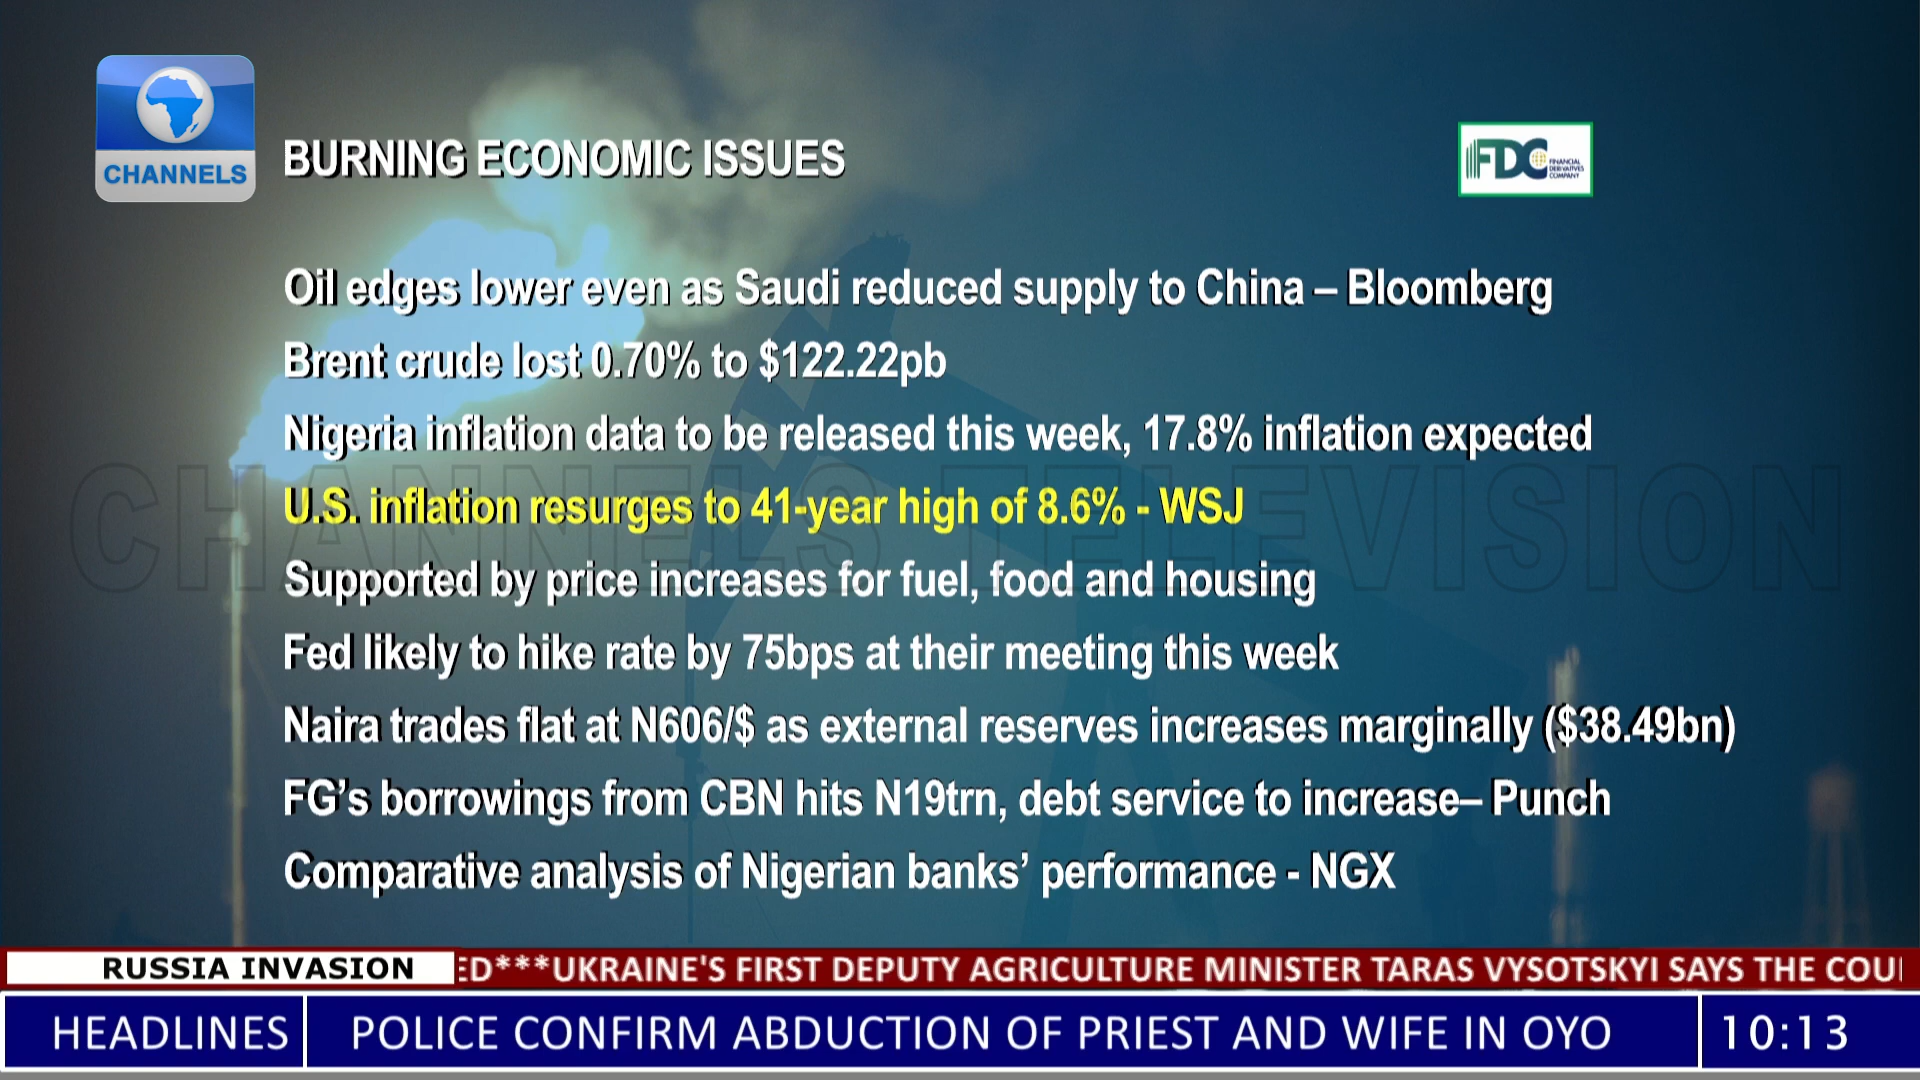 CHANNELS
BURNING ECONOMIC ISSUES
FDC FINANCIAL
DERIVATIVES
COMPANY
Oil edges lower even as Saudi reduced supply to China – Bloomberg
Brent crude lost 0.70% to $122.22pb
Nigeria inflation data to be released this week, 17.8% inflation expected
CHANNELS TELEVISION
U.S. inflation resurges to 41-year high of 8.6% - WSJ
Supported by price increases for fuel, food and housing
Fed likely to hike rate by 75bps at their meeting this week
Naira trades flat at N606/$ as external reserves increases marginally ($38.49bn)
FG’s borrowings from CBN hits N19trn, debt service to increase– Punch
Comparative analysis of Nigerian banks’ performance - NGX
RUSSIA INVASION
ED***UKRAINE'S FIRST DEPUTY AGRICULTURE MINISTER TARAS VYSOTSKYI SAYS THE COU
HEADLINES
POLICE CONFIRM ABDUCTION OF PRIEST AND WIFE IN OYO
10:13